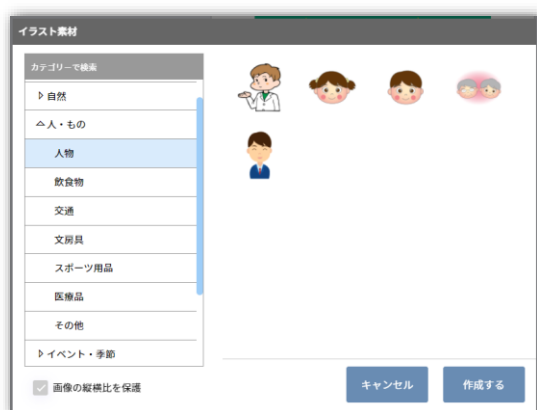 イラスト素材
カテゴリーで検索
自然
人・もの
人物
飲食物
交通
文房具
スポーツ用品
医療品
その他
イベント・季節
画像の縦横比を保護
キャンセル
作成する